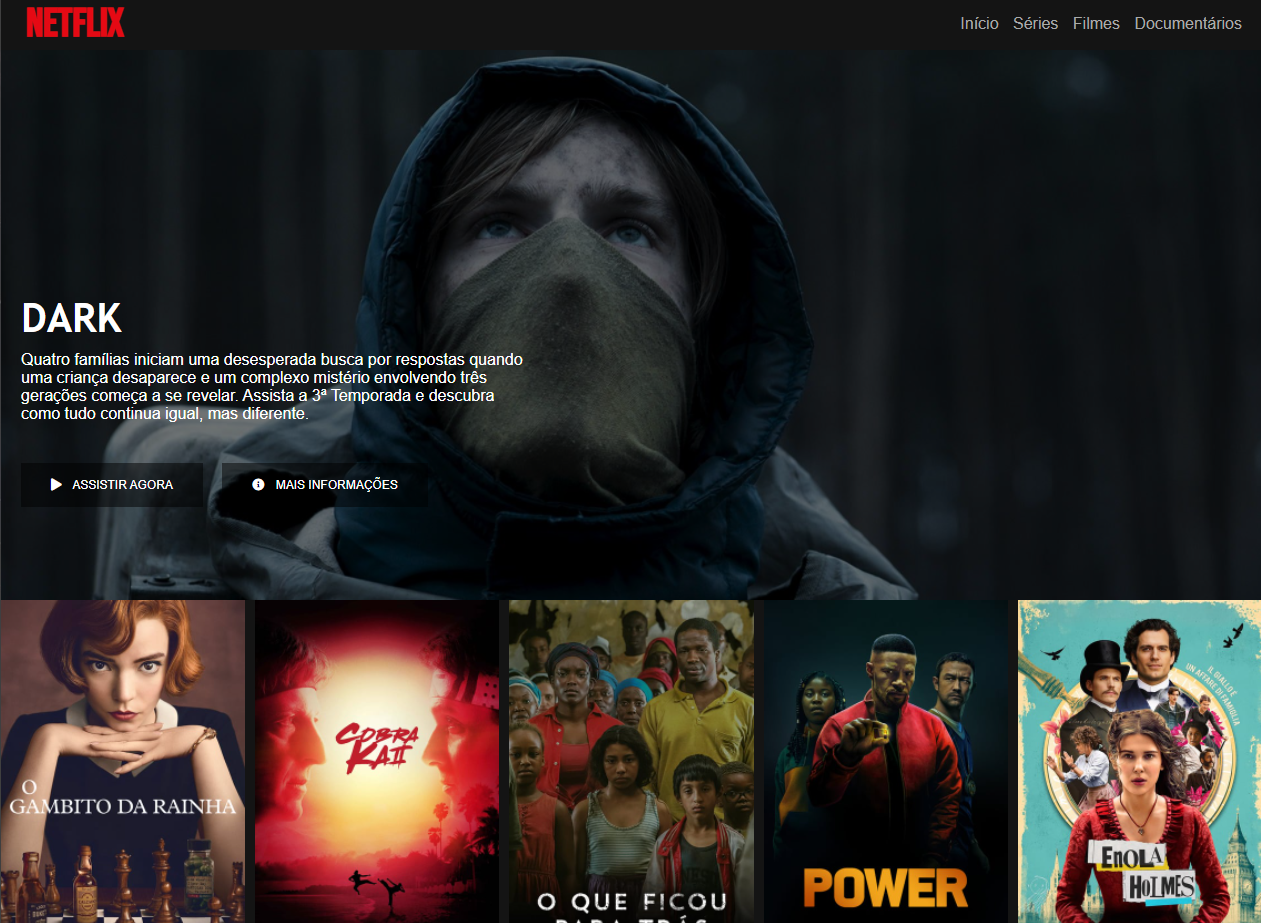 NETFLIX
Início Séries Filmes Documentários
DARK
Quatro famílias iniciam uma desesperada busca por respostas quando
uma criança desaparece e um complexo mistério envolvendo três
gerações começa a se revelar. Assista a 3ª Temporada e descubra
como tudo continua igual, mas diferente.
ASSISTIR AGORA
MAIS INFORMAÇÕES
O
GAMBITO DA RAINHA
COBRA
KAI
O QUE FICOU
PARA TRÁS
POWER
IL GIALLO È
UN AFFARE DI FAMIGLIA
ENOLA
HOLMES